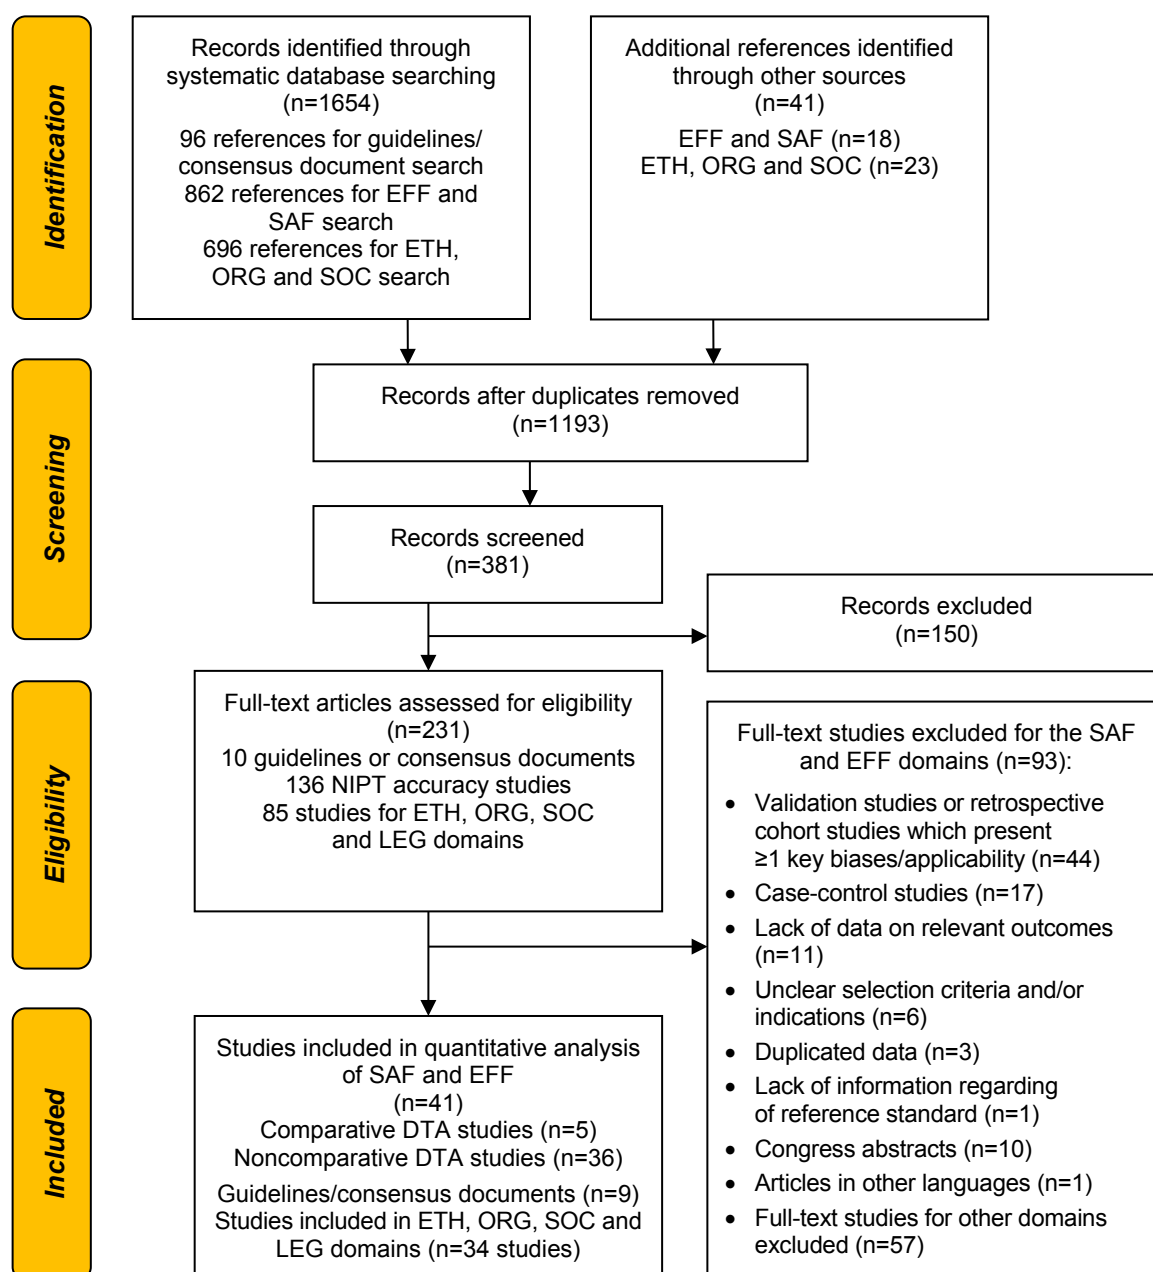 Identification
Records identified through
systematic database searching
(n=1654)
96 references for guidelines/
consensus document search
862 references for EFF and
SAF search
696 references for ETH,
ORG and SOC search
Additional references identified
through other sources
(n=41)
EFF and SAF (n=18)
ETH, ORG and SOC (n=23)
Screening
Records after duplicates removed
(n=1193)
Records screened
(n=381)
Records excluded
(n=150)
Eligibility
Full-text articles assessed for eligibility
(n=231)
10 guidelines or consensus documents
136 NIPT accuracy studies
85 studies for ETH, ORG, SOC
and LEG domains
Full-text studies excluded for the SAF
and EFF domains (n=93):
• Validation studies or retrospective
cohort studies which present
≥1 key biases/applicability (n=44)
• Case-control studies (n=17)
• Lack of data on relevant outcomes
(n=11)
• Unclear selection criteria and/or
indications (n=6)
• Duplicated data (n=3)
• Lack of information regarding
of reference standard (n=1)
• Congress abstracts (n=10)
• Articles in other languages (n=1)
• Full-text studies for other domains
excluded (n=57)
Included
Studies included in quantitative analysis
of SAF and EFF
(n=41)
Comparative DTA studies (n=5)
Noncomparative DTA studies (n=36)
Guidelines/consensus documents (n=9)
Studies included in ETH, ORG, SOC and
LEG domains (n=34 studies)